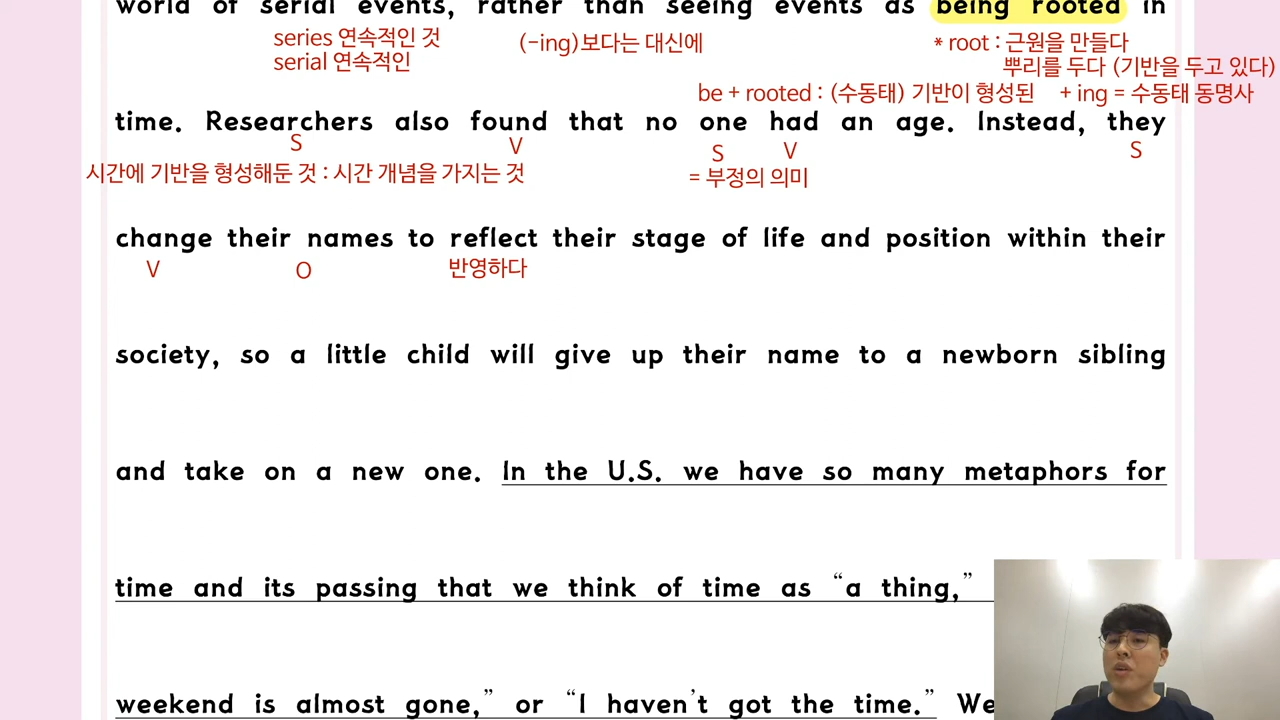 world of serial events, rather than seeing events as being rooted in
series 연속적인 것
serial 연속적인
(-ing)보다는 대신에
* root : 근원을 만들다
뿌리를 두다 (기반을 두고 있다)
be + rooted : (수동태) 기반이 형성된 + ing = 수동태 동명사
time. Researchers also found that no one had an age. Instead, they
S V S V S
시간에 기반을 형성해둔 것 : 시간 개념을 가지는 것
= 부정의 의미
change their names to reflect their stage of life and position within their
V O 반영하다
society, so a little child will give up their name to a newborn sibling
and take on a new one. In the U.S. we have so many metaphors for
time and its passing that we think of time as “a thing,”
weekend is almost gone,” or “I haven’t got the time.” We